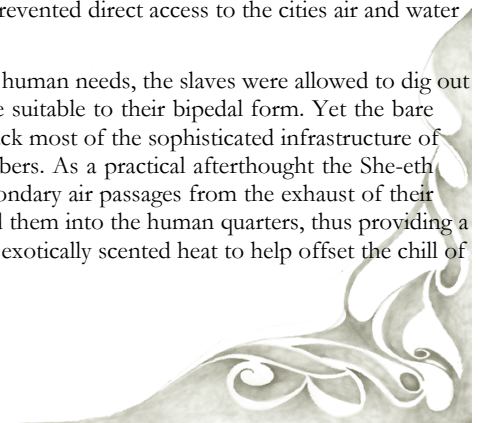 revented direct access to the cities air and water
human needs, the slaves were allowed to dig out
e suitable to their bipedal form. Yet the bare
ck most of the sophisticated infrastructure of
bers. As a practical afterthought the She-eth
ondary air passages from the exhaust of their
d them into the human quarters, thus providing a
exotically scented heat to help offset the chill of